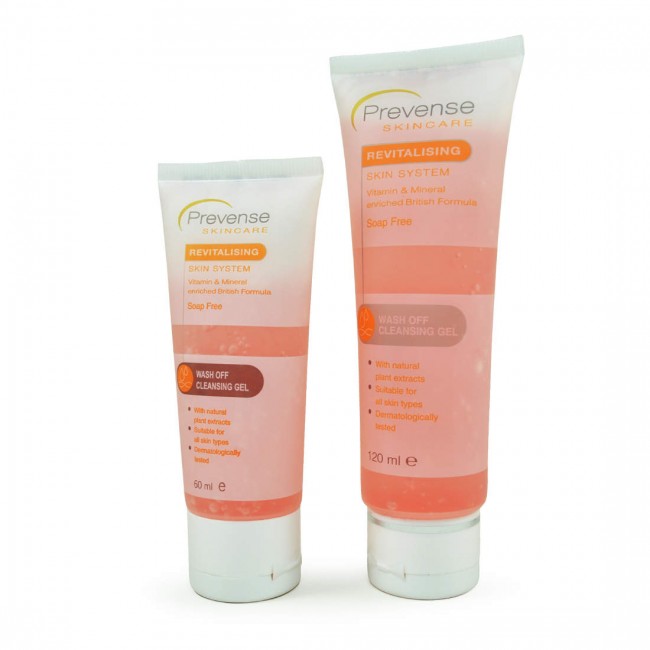 Prevense
SKINCARE
REVITALISING
SKIN SYSTEM
Vitamin & Mineral
enriched British Formula
Soap Free
WASH OFF
CLEANSING GEL
• With natural
plant extracts
• Suitable for
all skin types
• Dermatologically
tested
60 ml e
Prevense
SKINCARE
REVITALISING
SKIN SYSTEM
Vitamin & Mineral
enriched British Formula
Soap Free
WASH OFF
CLEANSING GEL
• With natural
plant extracts
• Suitable for
all skin types
• Dermatologically
tested
120 ml e